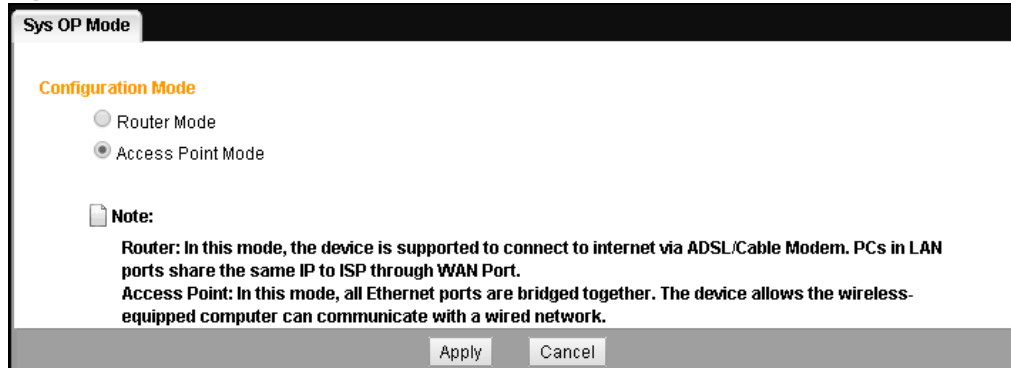 Sys OP Mode
Configuration Mode
Router Mode
Access Point Mode
Note:
Router: In this mode, the device is supported to connect to internet via ADSL/Cable Modem. PCs in LAN
ports share the same IP to ISP through WAN Port.
Access Point: In this mode, all Ethernet ports are bridged together. The device allows the wireless-
equipped computer can communicate with a wired network.
Apply Cancel